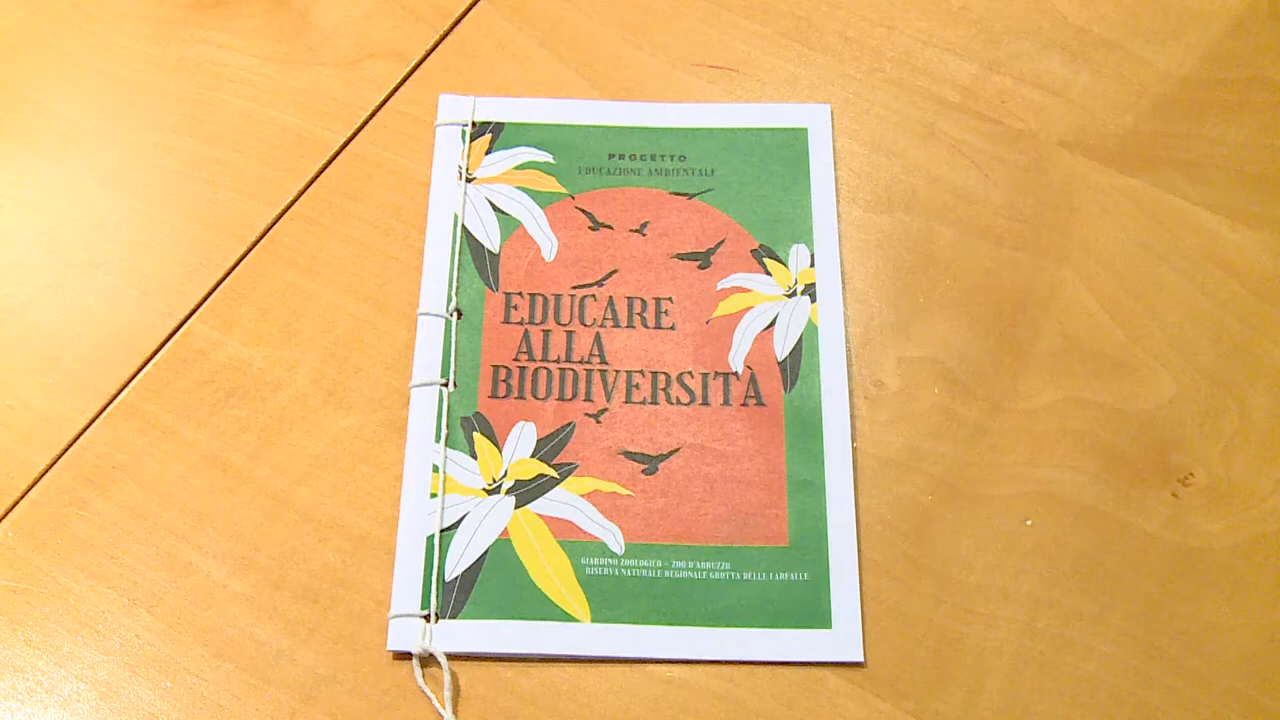 PROGETTO
EDUCAZIONE AMBIENTALE
EDUCARE
ALLA
BIODIVERSITÀ
GIARDINO ZOOLOGICO - ZOO D'ABRUZZO
RISERVA NATURALE REGIONALE GROTTA DELLE FARFALLE